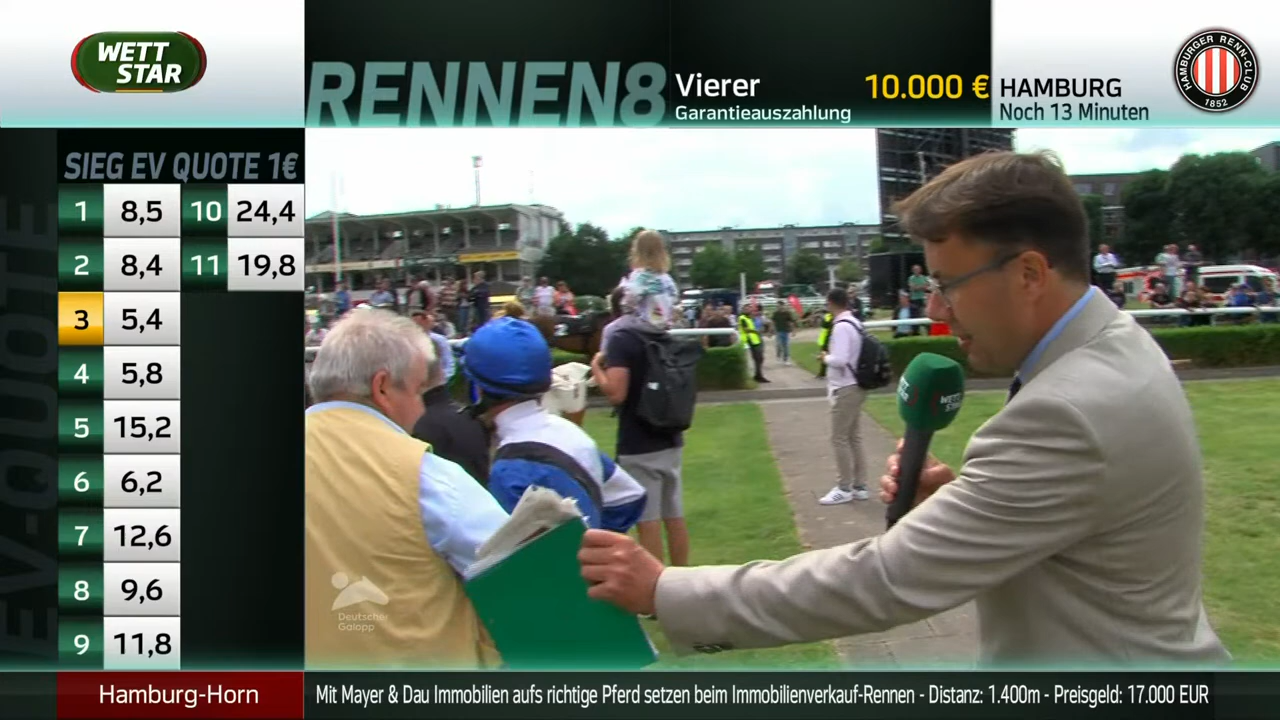 WETT
STAR
RENNEN8
Vierer
10.000 €
Garantieauszahlung
HAMBURG
Noch 13 Minuten
HAMBURGER RENN-CLUB
1852
SIEG EV QUOTE 1€
1 8,5 10 24,4
2 8,4 11 19,8
3 5,4
4 5,8
5 15,2
6 6,2
7 12,6
8 9,6
9 11,8
EV-QUOTE
WETT
STAR
Deutscher
Galopp
Hamburg-Horn
Mit Mayer & Dau Immobilien aufs richtige Pferd setzen beim Immobilienverkauf-Rennen - Distanz: 1.400m - Preisgeld: 17.000 EUR